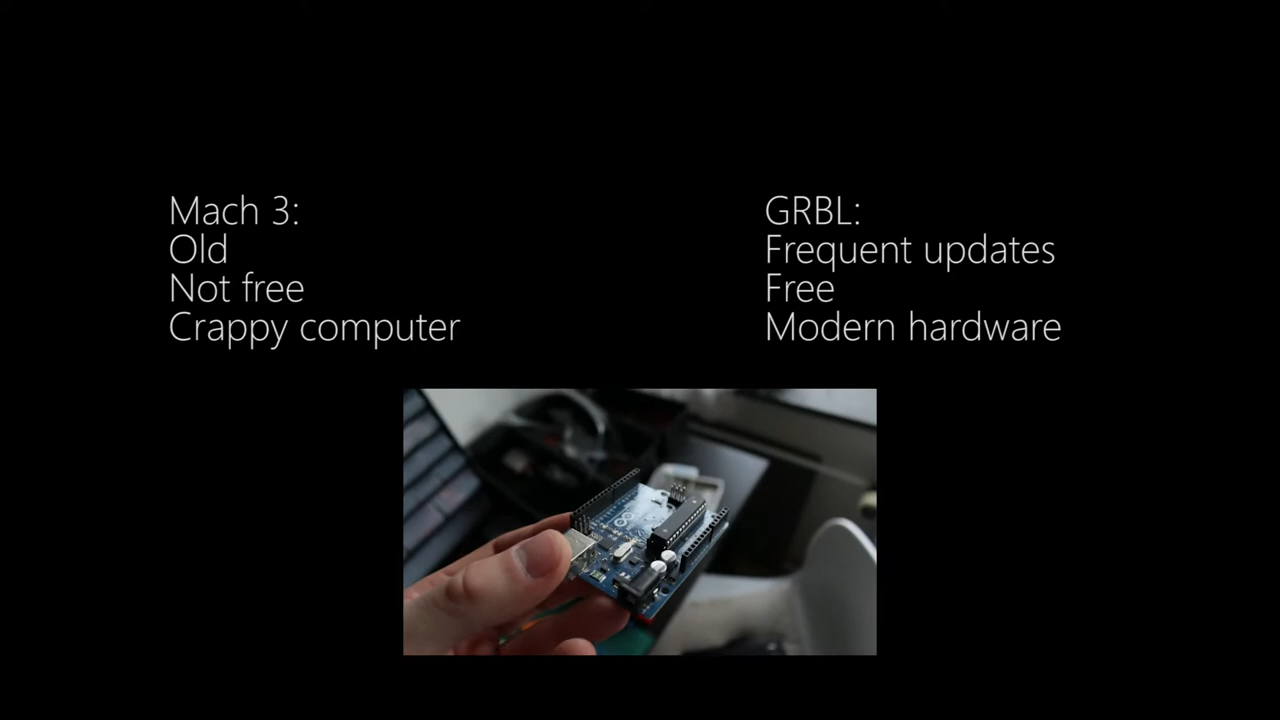 Mach 3:
Old
Not free
Crappy computer
GRBL:
Frequent updates
Free
Modern hardware